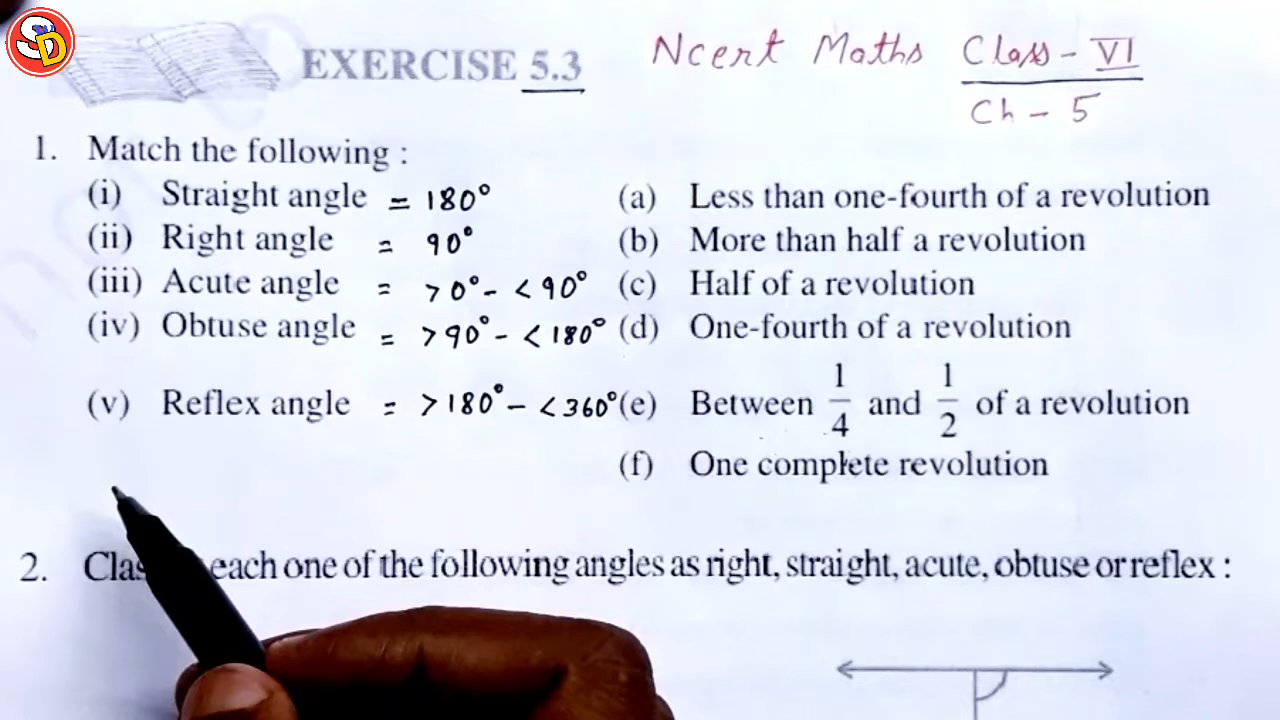 SD
EXERCISE 5.3 Ncert Maths Class - VI
Ch - 5
1. Match the following :
(i) Straight angle = 180° (a) Less than one-fourth of a revolution
(ii) Right angle = 90° (b) More than half a revolution
(iii) Acute angle = >0° - <90° (c) Half of a revolution
(iv) Obtuse angle = >90° - <180° (d) One-fourth of a revolution
(v) Reflex angle = >180° - <360° (e) Between 1/4 and 1/2 of a revolution
(f) One complete revolution
2. each one of the following angles as right, straight, acute, obtuse or reflex :